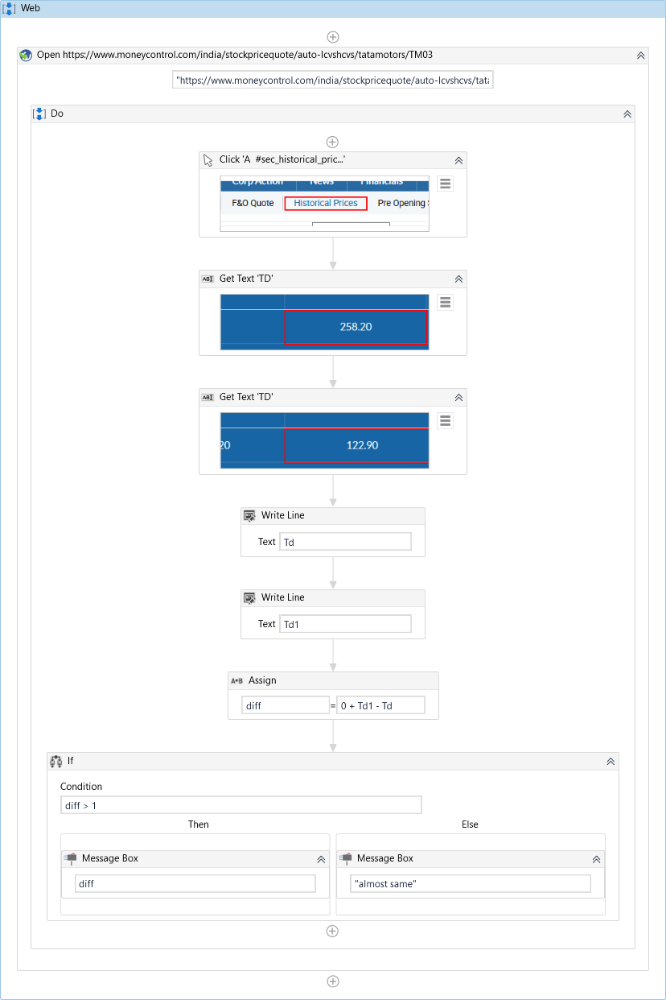 Web
Open https://www.moneycontrol.com/india/stockpricequote/auto-lcvshcvs/tatamotors/TM03
"https://www.moneycontrol.com/india/stockpricequote/auto-lcvshcvs/tata
Do
Click 'A #sec_historical_pric...'
Corp Action News Financials
F&O Quote Historical Prices Pre Opening
Get Text 'TD'
258.20
Get Text 'TD'
20 122.90
Write Line
Text Td
Write Line
Text Td1
A*B Assign
diff = 0 + Td1 - Td
If
Condition
diff > 1
Then Else
Message Box Message Box
diff "almost same"